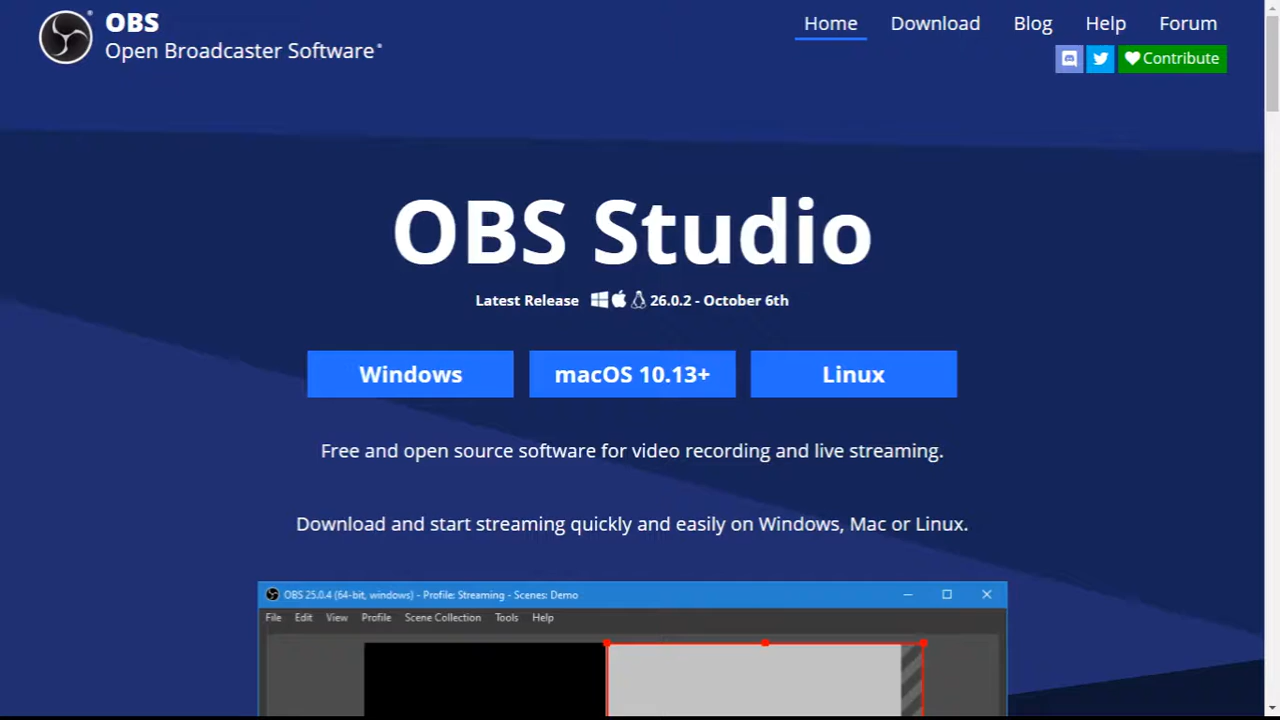 OBS
Open Broadcaster Software®
Home Download Blog Help Forum
Contribute
OBS Studio
Latest Release 26.0.2 - October 6th
Windows macOS 10.13+ Linux
Free and open source software for video recording and live streaming.
Download and start streaming quickly and easily on Windows, Mac or Linux.
OBS 25.0.4 (64-bit, windows) - Profile: Streaming - Scenes: Demo
File Edit View Profile Scene Collection Tools Help